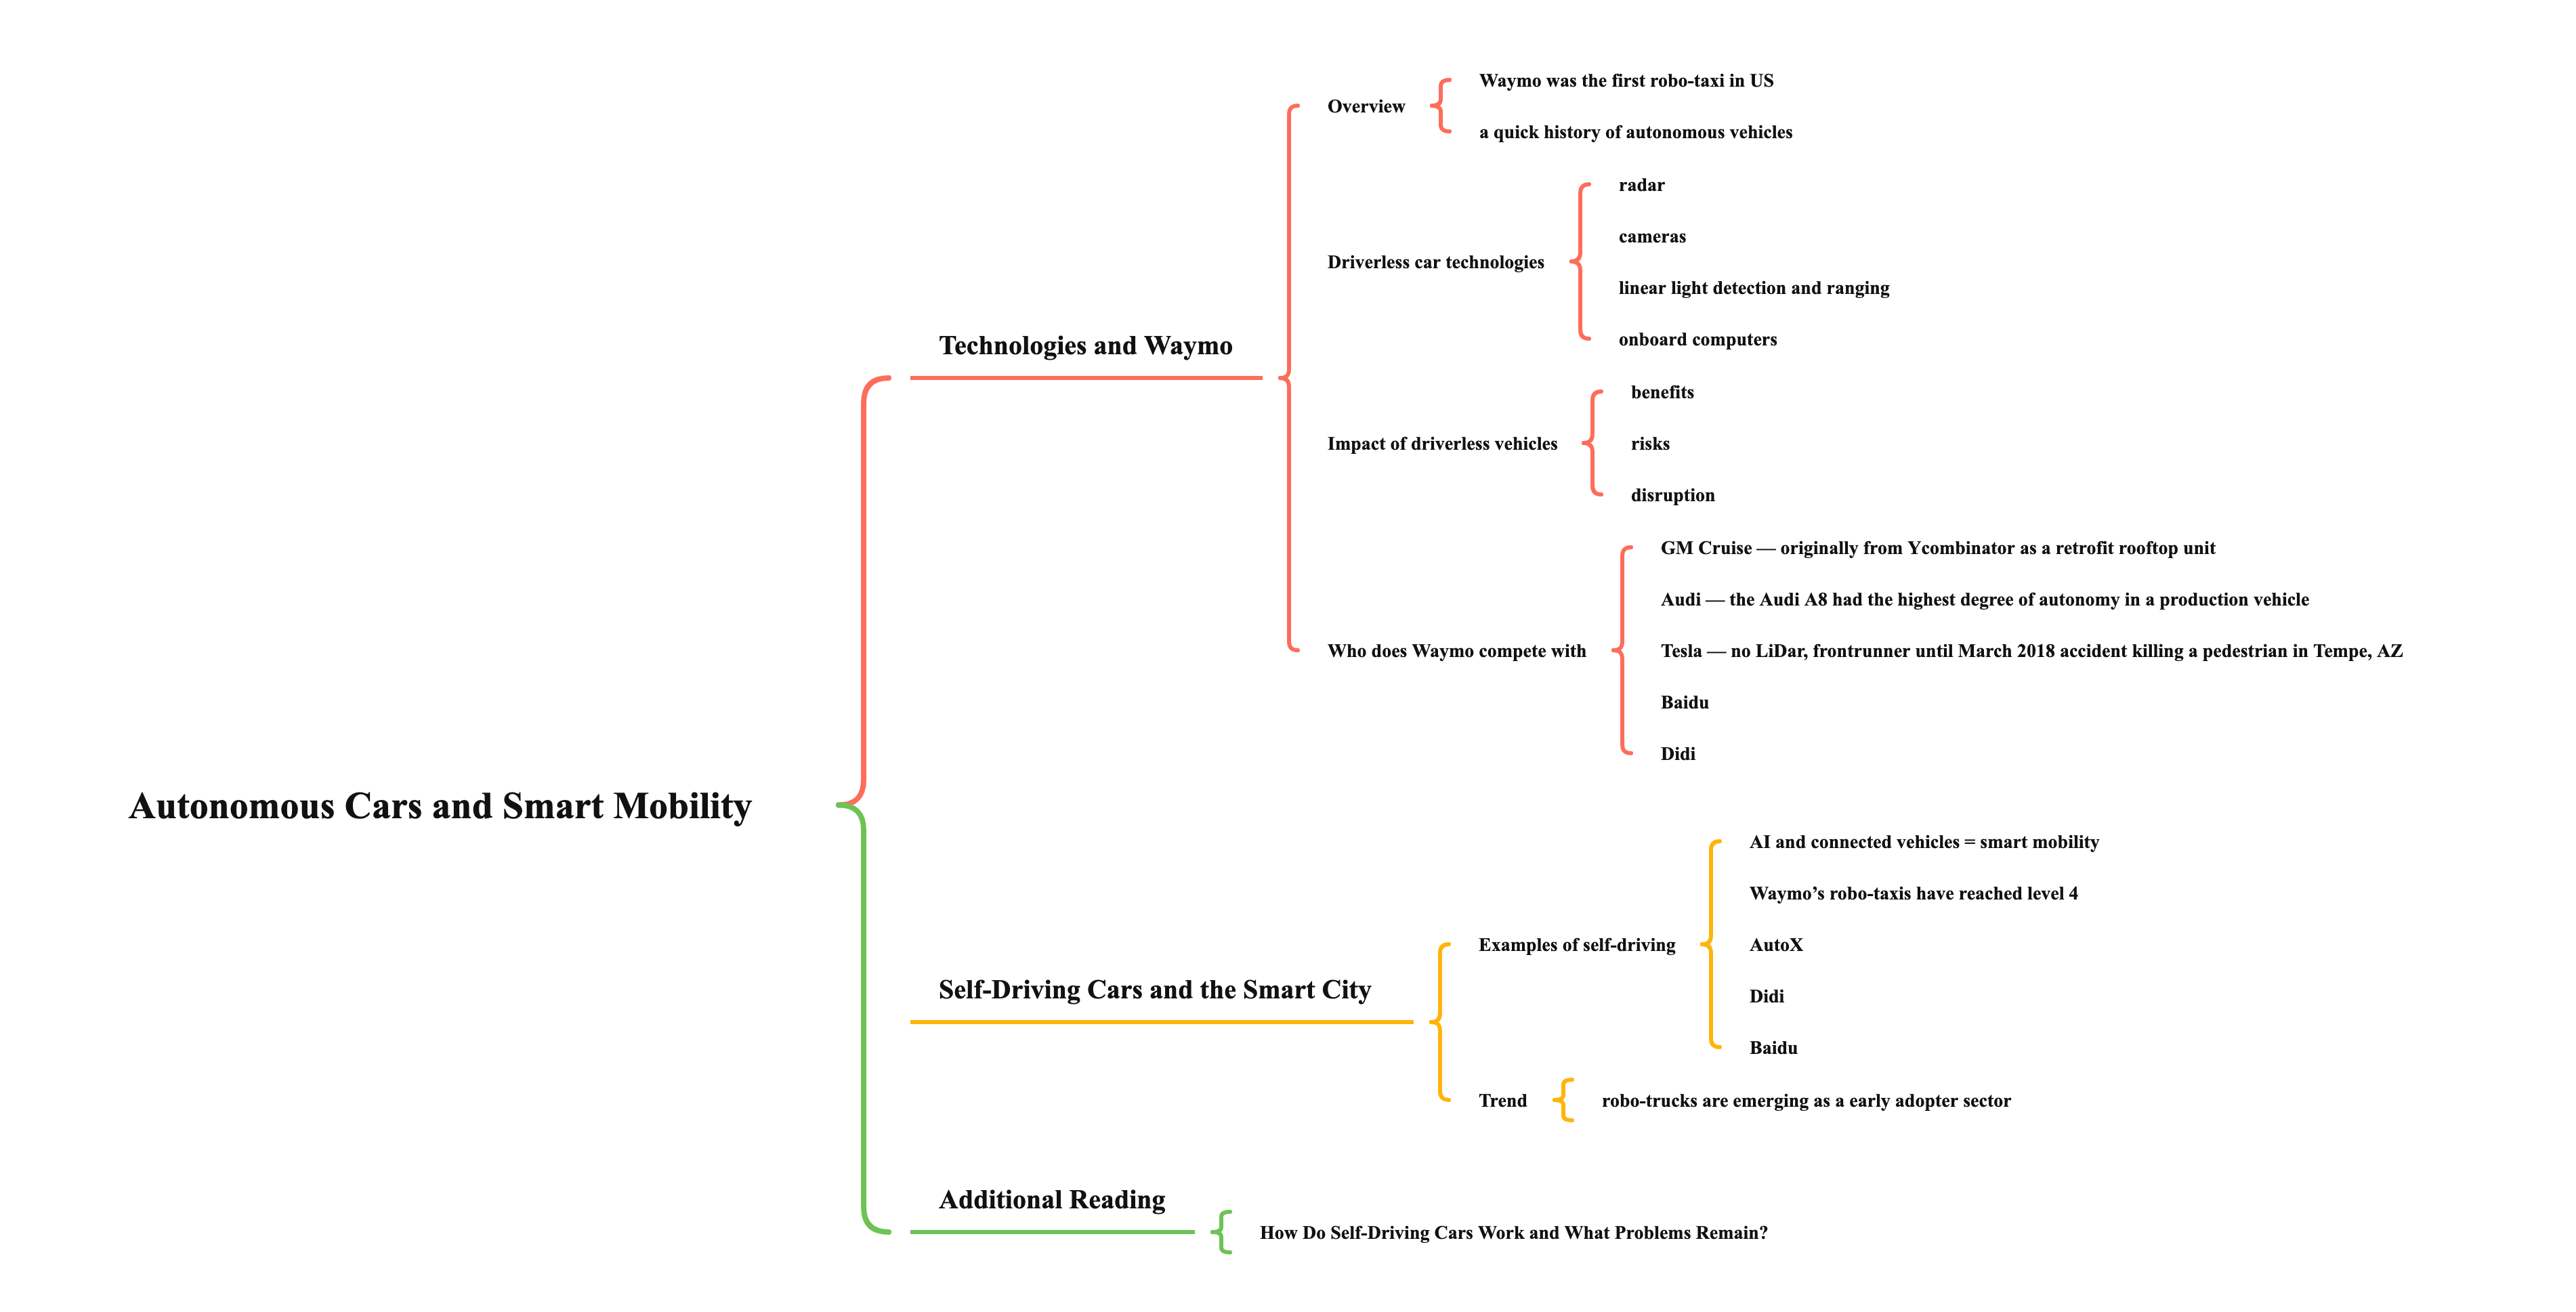 Autonomous Cars and Smart Mobility
Technologies and Waymo
Overview
Waymo was the first robo-taxi in US
a quick history of autonomous vehicles
Driverless car technologies
radar
cameras
linear light detection and ranging
onboard computers
Impact of driverless vehicles
benefits
risks
disruption
Who does Waymo compete with
GM Cruise — originally from Ycombinator as a retrofit rooftop unit
Audi — the Audi A8 had the highest degree of autonomy in a production vehicle
Tesla — no LiDar, frontrunner until March 2018 accident killing a pedestrian in Tempe, AZ
Baidu
Didi
Self-Driving Cars and the Smart City
Examples of self-driving
AI and connected vehicles = smart mobility
Waymo’s robo-taxis have reached level 4
AutoX
Didi
Baidu
Trend
robo-trucks are emerging as a early adopter sector
Additional Reading
How Do Self-Driving Cars Work and What Problems Remain?